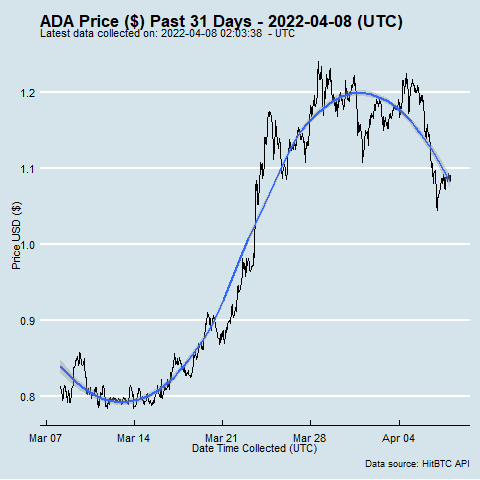 ADA Price ($) Past 31 Days - 2022-04-08 (UTC)
Latest data collected on: 2022-04-08 02:03:38  - UTC
1.2
1.1
1.0
0.9
0.8
Price USD ($)
Mar 07 Mar 14 Mar 21 Mar 28 Apr 04
Date Time Collected (UTC)
Data source: HitBTC API